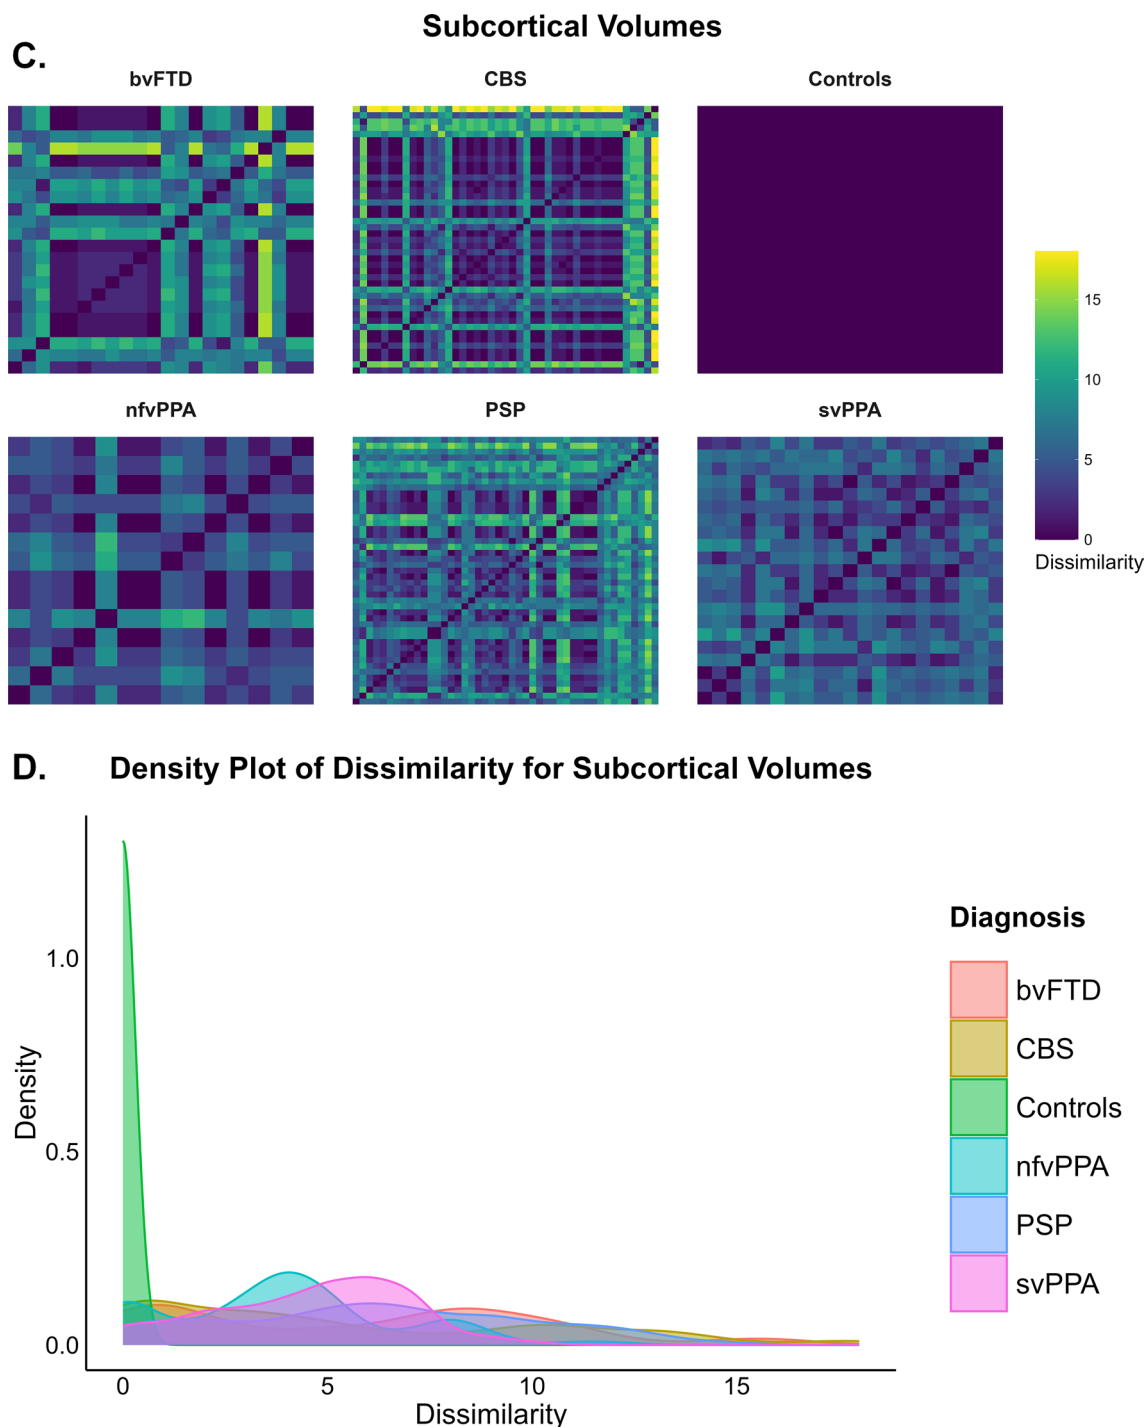 Subcortical Volumes
C.
bvFTD
CBS
Controls
15
10
5
0
Dissimilarity
nfvPPA
PSP
svPPA
D.
Density Plot of Dissimilarity for Subcortical Volumes
1.0
0.5
0.0
Density
0
5
10
15
Dissimilarity
Diagnosis
bvFTD
CBS
Controls
nfvPPA
PSP
svPPA